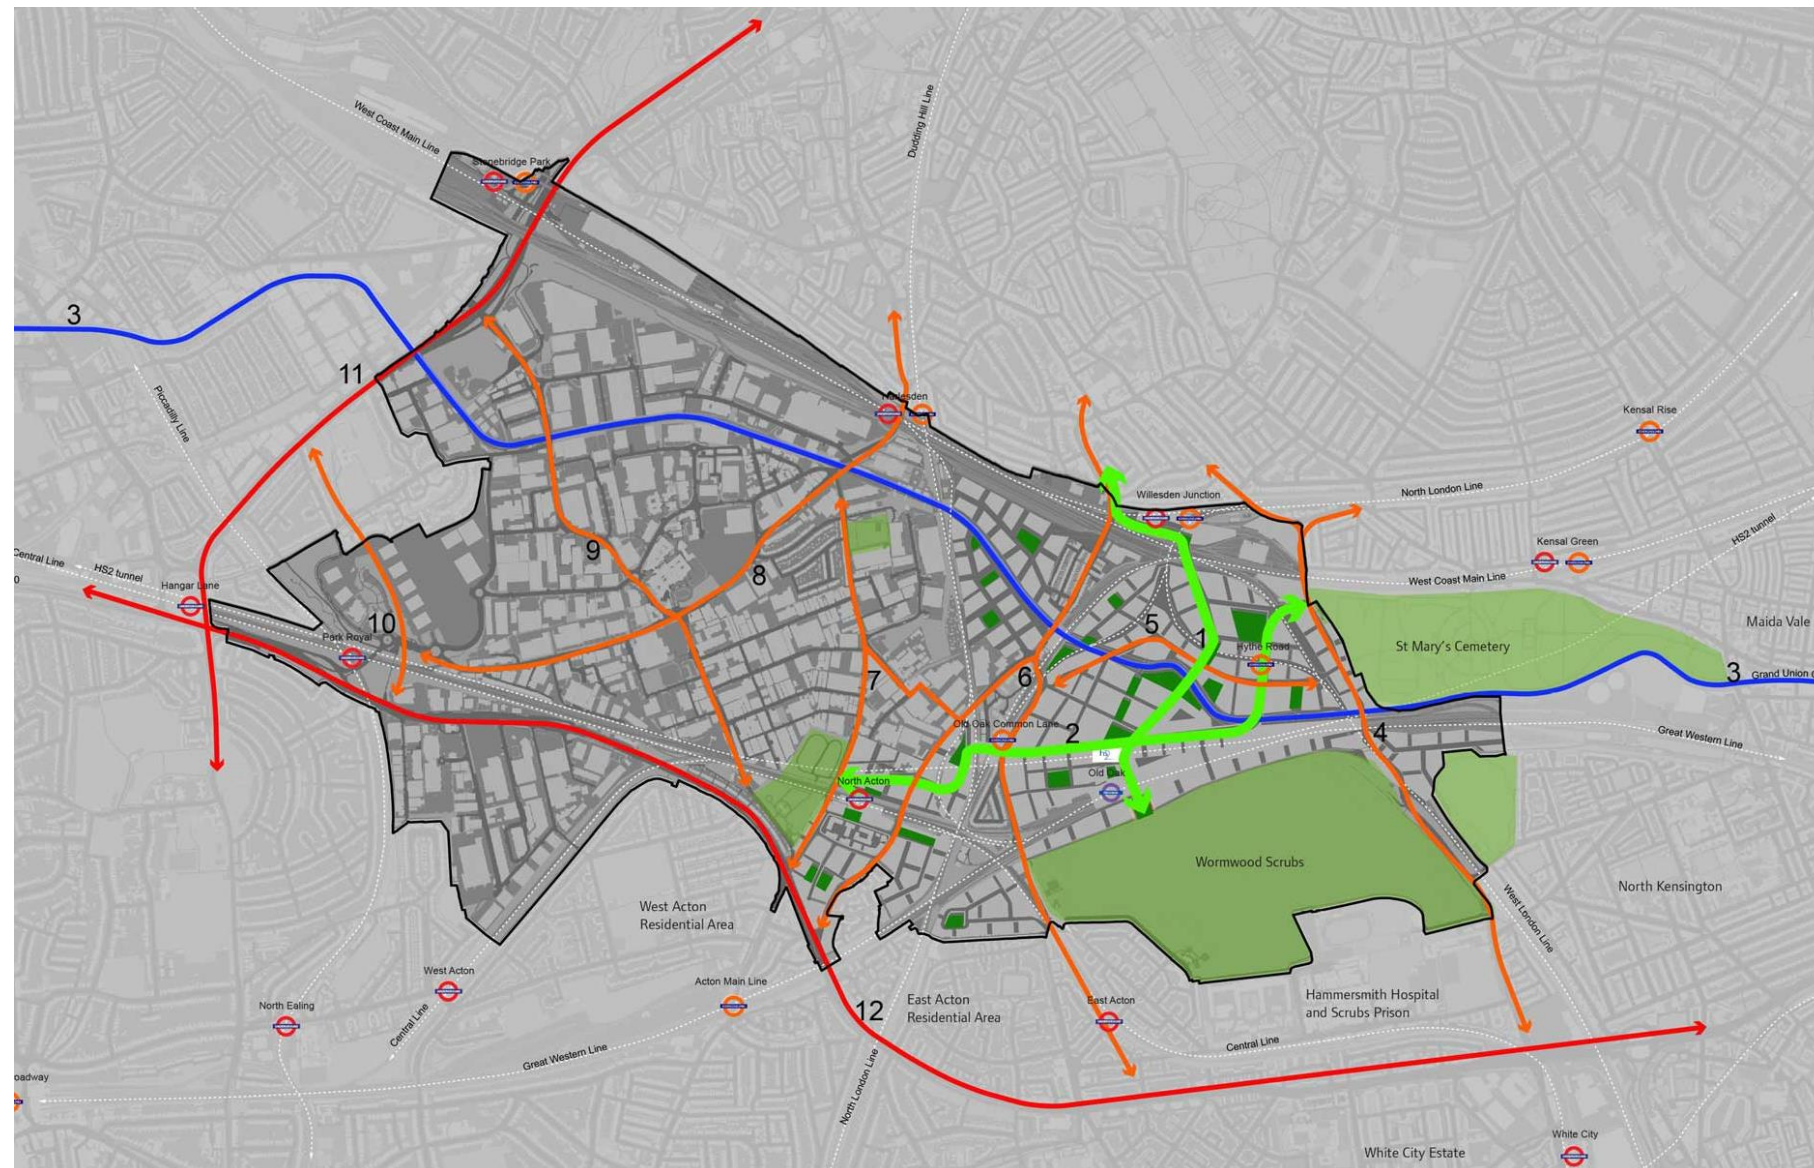 West Coast Main Line
Dudding Hill Line
Stonebridge Park
3
11
Piccadilly Line
Harlesden
Kensal Rise
Willesden Junction
North London Line
Kensal Green
HS2 tunnel
West Coast Main Line
Central Line
HS2 tunnel
Hangar Lane
9
8
10
Park Royal
5
1
Hythe Road
St Mary's Cemetery
Maida Vale
3
Grand Union
7
6
Old Oak Common Lane
2
4
Great Western Line
North Acton
Old Oak
Wormwood Scrubs
North Kensington
West London Line
West Acton
Residential Area
West Acton
Acton Main Line
North Ealing
Central Line
12
East Acton
Residential Area
East Acton
Hammersmith Hospital
and Scrubs Prison
Central Line
Great Western Line
North London Line
oadway
White City
White City Estate